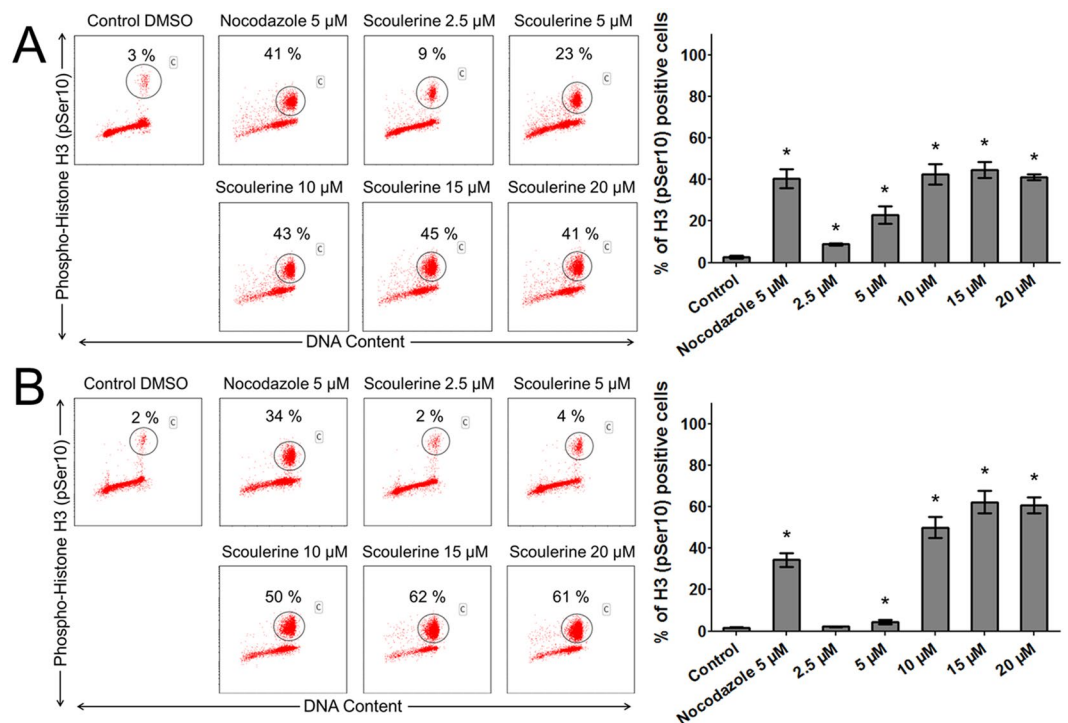 A
Control DMSO Nocodazole 5 µM Scoulerine 2.5 µM Scoulerine 5 µM
3 % C 41 % C 9 % C 23 % C
Scoulerine 10 µM Scoulerine 15 µM Scoulerine 20 µM
43 % C 45 % C 41 % C
Phospho-Histone H3 (pSer10)
DNA Content
% of H3 (pSer10) positive cells
100
80
60
40
20
0
* * * * * *
Control Nocodazole 5 µM 2.5 µM 5 µM 10 µM 15 µM 20 µM
B
Control DMSO Nocodazole 5 µM Scoulerine 2.5 µM Scoulerine 5 µM
2 % C 34 % C 2 % C 4 % C
Scoulerine 10 µM Scoulerine 15 µM Scoulerine 20 µM
50 % C 62 % C 61 % C
Phospho-Histone H3 (pSer10)
DNA Content
% of H3 (pSer10) positive cells
100
80
60
40
20
0
* * * * *
Control Nocodazole 5 µM 2.5 µM 5 µM 10 µM 15 µM 20 µM